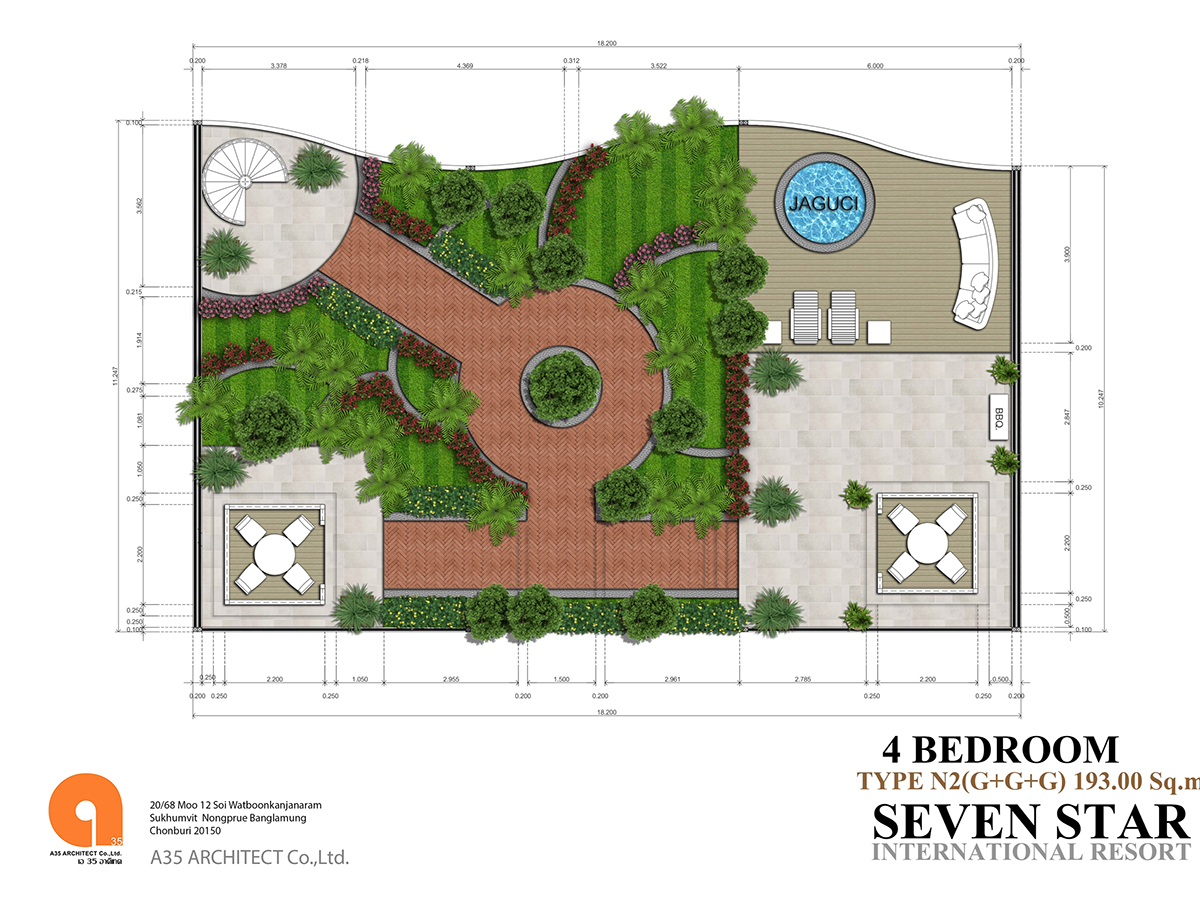 18.200
0.200 3.378 0.218 4.369 0.312 3.522 6.000 0.200
0.100
3.562
0.215
1.914
0.275
1.081
1.050
0.250
2.200
0.250
0.250
0.100
11.247
JAGUCI
BBQ.
3.900
0.200
2.847
0.250
2.200
0.250
0.500
0.100
10.247
0.250 2.200 1.050 2.955 1.500 2.961 2.785 2.200 0.500
0.200 0.250 0.250 0.200 0.200 0.250 0.250 0.200
18.200
4 BEDROOM
TYPE N2(G+G+G) 193.00 Sq.m
SEVEN STAR
INTERNATIONAL RESORT
35
A35 ARCHITECT Co.,Ltd.
เอ 35 อาคิเทค
20/68 Moo 12 Soi Watboonkanjanaram
Sukhumvit Nongprue Banglamung
Chonburi 20150
A35 ARCHITECT Co.,Ltd.